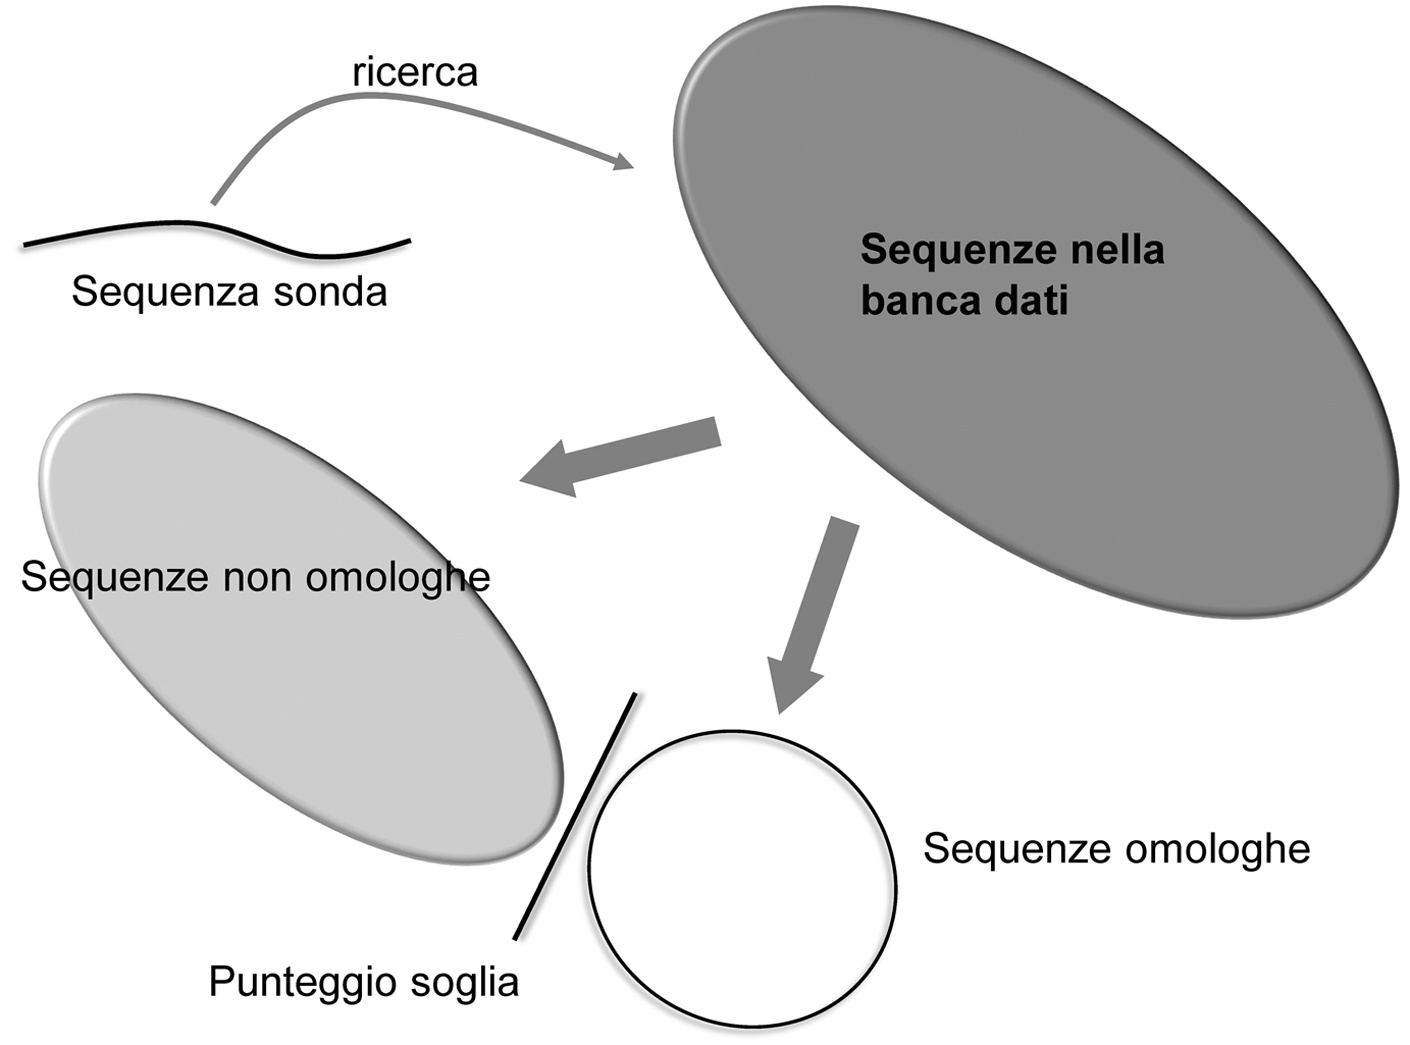 ricerca
Sequenza sonda
Sequenze nella
banca dati
Sequenze non omologhe
Sequenze omologhe
Punteggio soglia